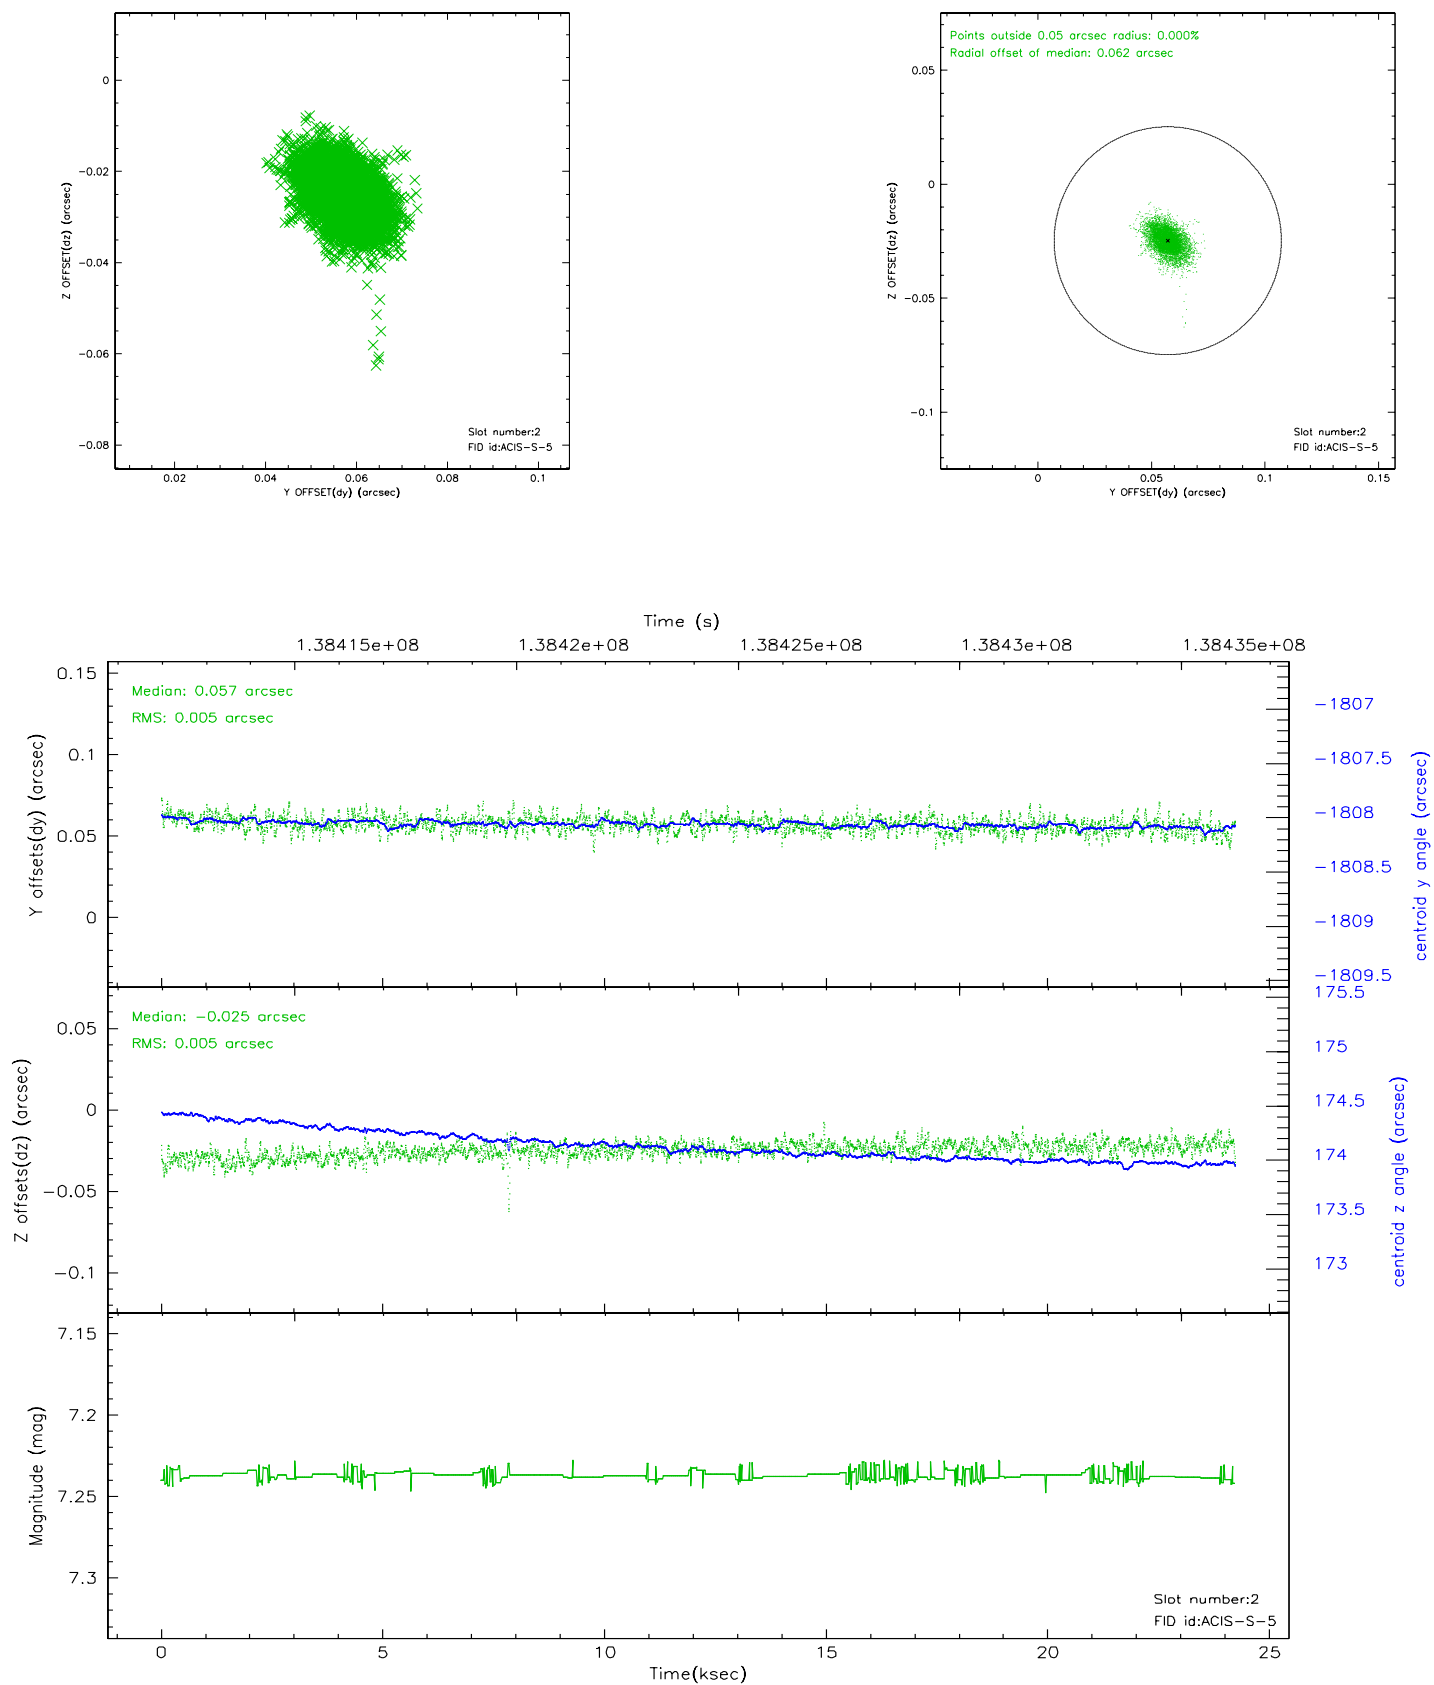 0
-0.02
-0.04
-0.06
-0.08
Z OFFSET(dz) (arcsec)
0.02
0.04
0.06
0.08
0.1
Y OFFSET(dy) (arcsec)
Slot number:2
FID id:ACIS-S-5
Points outside 0.05 arcsec radius: 0.000%
Radial offset of median: 0.062 arcsec
0.05
0
-0.05
-0.1
Z OFFSET(dz) (arcsec)
0
0.05
0.1
0.15
Y OFFSET(dy) (arcsec)
Slot number:2
FID id:ACIS-S-5
Time (s)
1.38415e+08
1.3842e+08
1.38425e+08
1.3843e+08
1.38435e+08
Median: 0.057 arcsec
RMS: 0.005 arcsec
0.15
0.1
0.05
0
Y offsets(dy) (arcsec)
-1807
-1807.5
-1808
-1808.5
-1809
-1809.5
centroid y angle (arcsec)
Median: -0.025 arcsec
RMS: 0.005 arcsec
0.05
0
-0.05
-0.1
Z offsets(dz) (arcsec)
175.5
175
174.5
174
173.5
173
centroid z angle (arcsec)
7.15
7.2
7.25
7.3
Magnitude (mag)
Slot number:2
FID id:ACIS-S-5
0
5
10
15
20
25
Time(ksec)